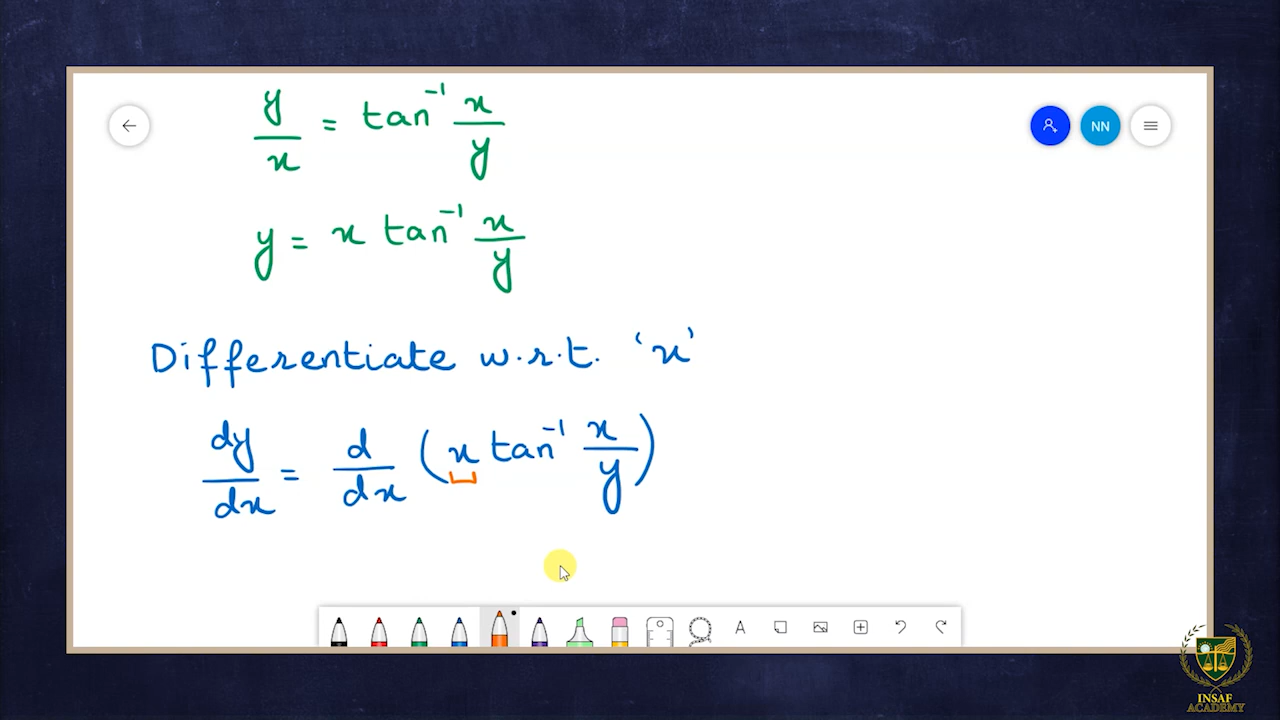 y/x = tan⁻¹ x/y
NN
y = x tan⁻¹ x/y
Differentiate w.r.t. 'x'
dy/dx = d/dx (x tan⁻¹ x/y)
A
INSAF
ACADEMY